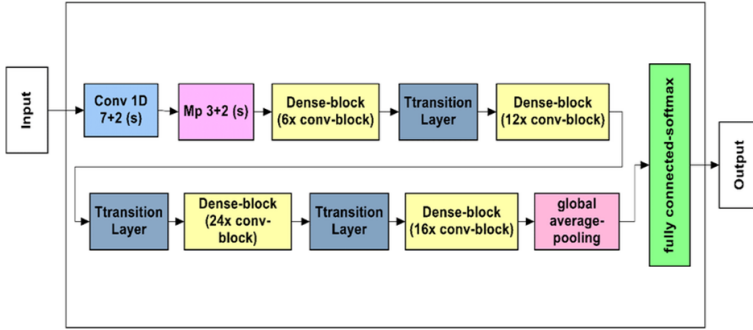 Input
Conv 1D
7+2 (s)
Mp 3+2 (s)
Dense-block
(6x conv-block)
Ttransition
Layer
Dense-block
(12x conv-block)
Ttransition
Layer
Dense-block
(24x conv-
block)
Ttransition
Layer
Dense-block
(16x conv-block)
global
average-
pooling
fully connected-softmax
Output